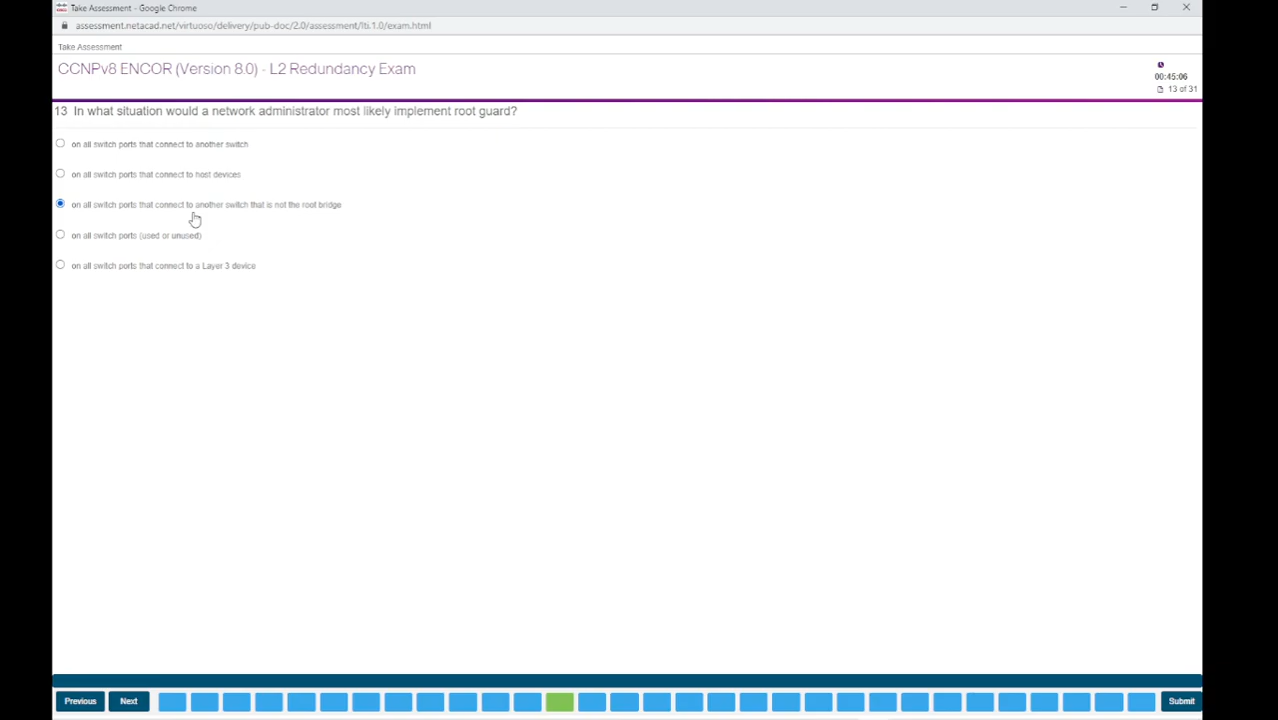 Take Assessment - Google Chrome
assessment.netacad.net/virtuoso/delivery/pub-doc/2.0/assessment/lti.1.0/exam.html
Take Assessment
CCNPv8 ENCOR (Version 8.0) - L2 Redundancy Exam
00:45:06
13 of 31
13 In what situation would a network administrator most likely implement root guard?
on all switch ports that connect to another switch
on all switch ports that connect to host devices
on all switch ports that connect to another switch that is not the root bridge
on all switch ports (used or unused)
on all switch ports that connect to a Layer 3 device
Previous Next Submit